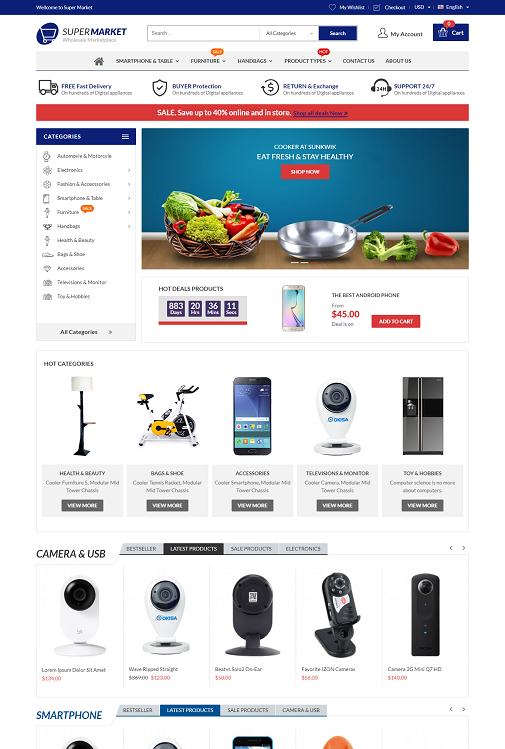 Wellcome to Super Market
My Wishlist
Checkout
USD
English
SUPERMARKET
Wholesale Marketplace
Search ...
All Categories
Search
My Account
0
Cart
SMARTPHONE & TABLE
SALE
FURNITURE
HANDBAGS
HOT
PRODUCT TYPES
CONTACT US
ABOUT US
FREE Fast Delivery
On hundreds of Digital appliances
BUYER Protection
On hundreds of Digital appliances
RETURN & Exchange
On hundreds of Digital appliances
24H
SUPPORT 24/7
On hundreds of Digital appliances
SALE. Save up to 40% online and in store. Shop all deals Now
CATEGORIES
Automovie & Motorcyle
Electronics
Fashion & Accesssories
Smartphone & Table
Furniture
SALE
Handbags
Health & Beauty
Bags & Shoe
Accessories
Televisions & Monitor
Toy & Hobbies
All Categories
COOKER AT SUNKWIK
EAT FRESH & STAY HEALTHY
SHOP NOW
HOT DEALS PRODUCTS
883 20 36 11
Days Hrs Mins Secs
THE BEST ANDROID PHONE
From
$45.00
Deal is on
ADD TO CART
HOT CATEGORIES
OKISA
HEALTH & BEAUTY
Cooler Furniture S, Modular Mid
Tower Chassis
VIEW MORE
BAGS & SHOE
Cooler Tennis Racket, Modular
Mid Tower Chassis
VIEW MORE
ACCESSORIES
Cooler Smartphone, Modular Mid
Tower Chassis
VIEW MORE
TELEVISIONS & MONITOR
Cooler Camera, Modular Mid
Tower Chassis
VIEW MORE
TOY & HOBBIES
Computer science is no more
about computers
VIEW MORE
CAMERA & USB
BESTSELLER
LATEST PRODUCTS
SALE PRODUCTS
ELECTRONICS
OKISA
Lorem Ipsum Dolor Sit Amet
$134.00
Wave Ripped Straight
$369.00 $123.00
Beatvs Solo2 On-Ear
$50.00
Favorite IZON Cameras
$56.00
Camera 3G Mini Q7 HD
$140.00
SMARTPHONE
BESTSELLER
LATEST PRODUCTS
SALE PRODUCTS
CAMERA & USB